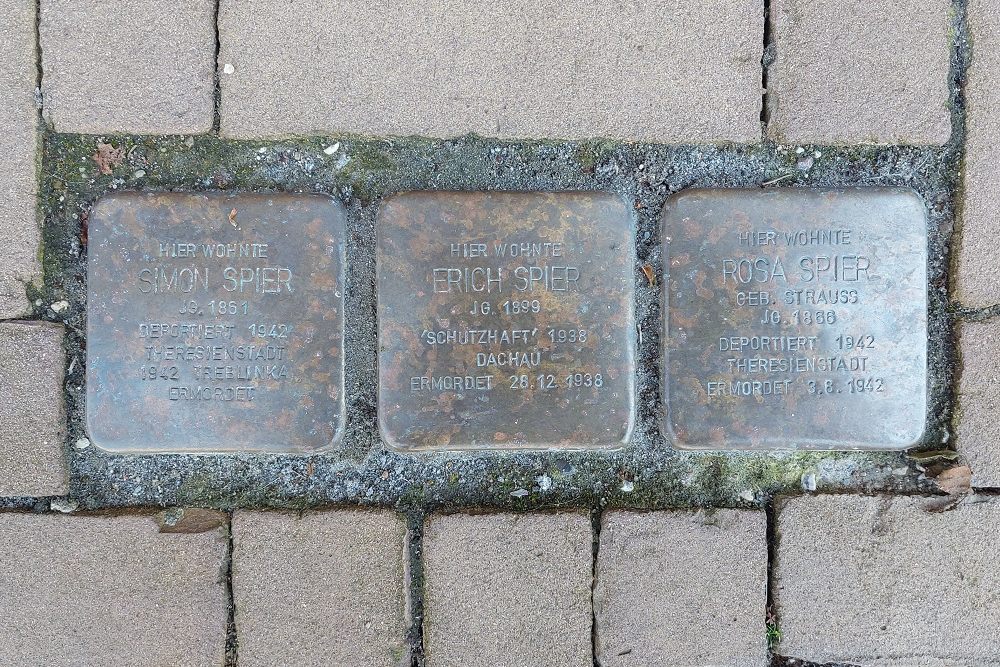 HIER WOHNTE
SIMON SPIER
JG. 1861
DEPORTIERT 1942
THERESIENSTADT
1942 TREBLINKA
ERMORDET
HIER WOHNTE
ERICH SPIER
JG. 1899
'SCHUTZHAFT' 1938
DACHAU
ERMORDET 26.12.1938
HIER WOHNTE
ROSA SPIER
GEB. STRAUSS
JG. 1866
DEPORTIERT 1942
THERESIENSTADT
ERMORDET 3.8.1942